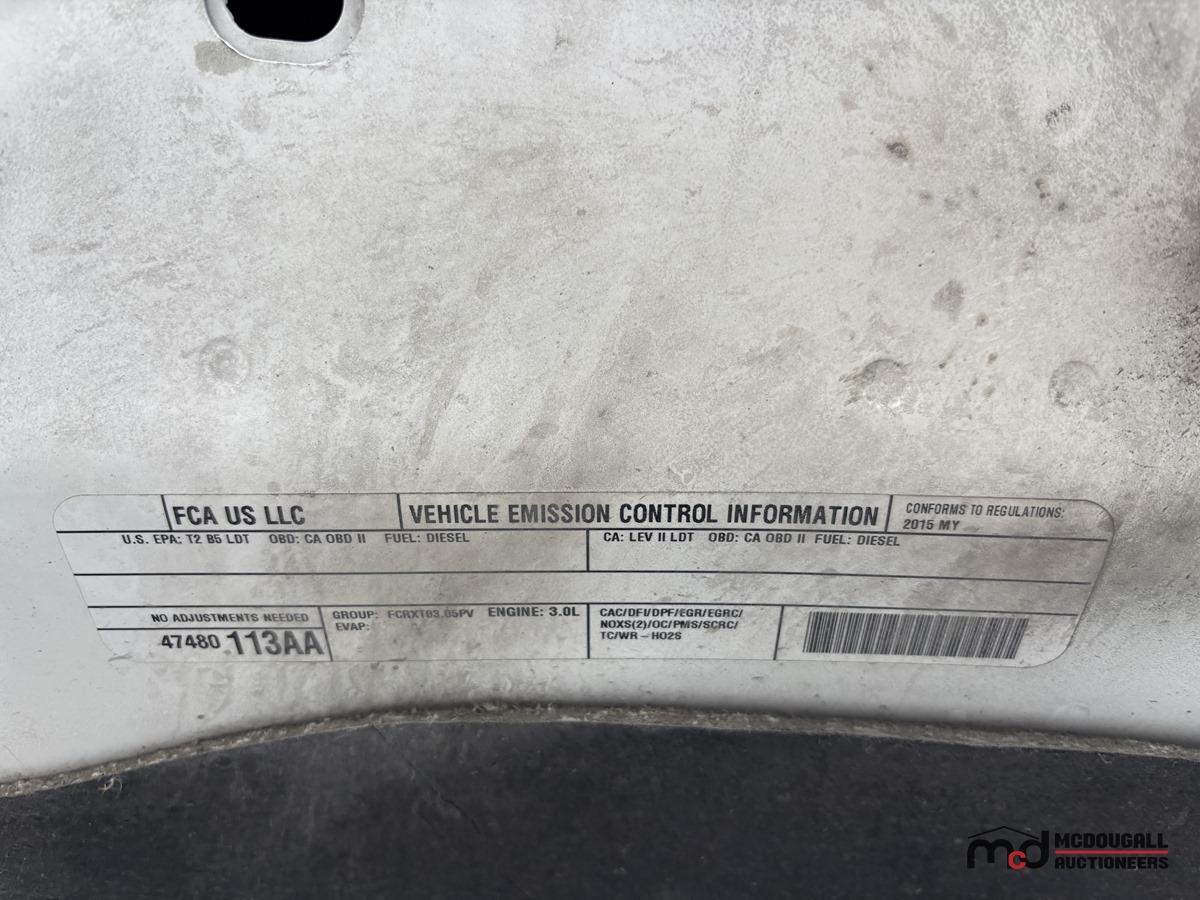 FCA US LLC
VEHICLE EMISSION CONTROL INFORMATION
CONFORMS TO REGULATIONS:
2015 MY
U.S. EPA: T2 B5 LDT OBD: CA OBD II FUEL: DIESEL
CA: LEV II LDT OBD: CA OBD II FUEL: DIESEL
NO ADJUSTMENTS NEEDED
47480 113AA
GROUP: FCRXT03.05PV ENGINE: 3.0L
EVAP:
CAC/DFI/DPF/EGR/EGRC/
NOXS(2)/OC/PMS/SCRC/
TC/WR – HO2S
mcd MCDOUGALL
AUCTIONEERS